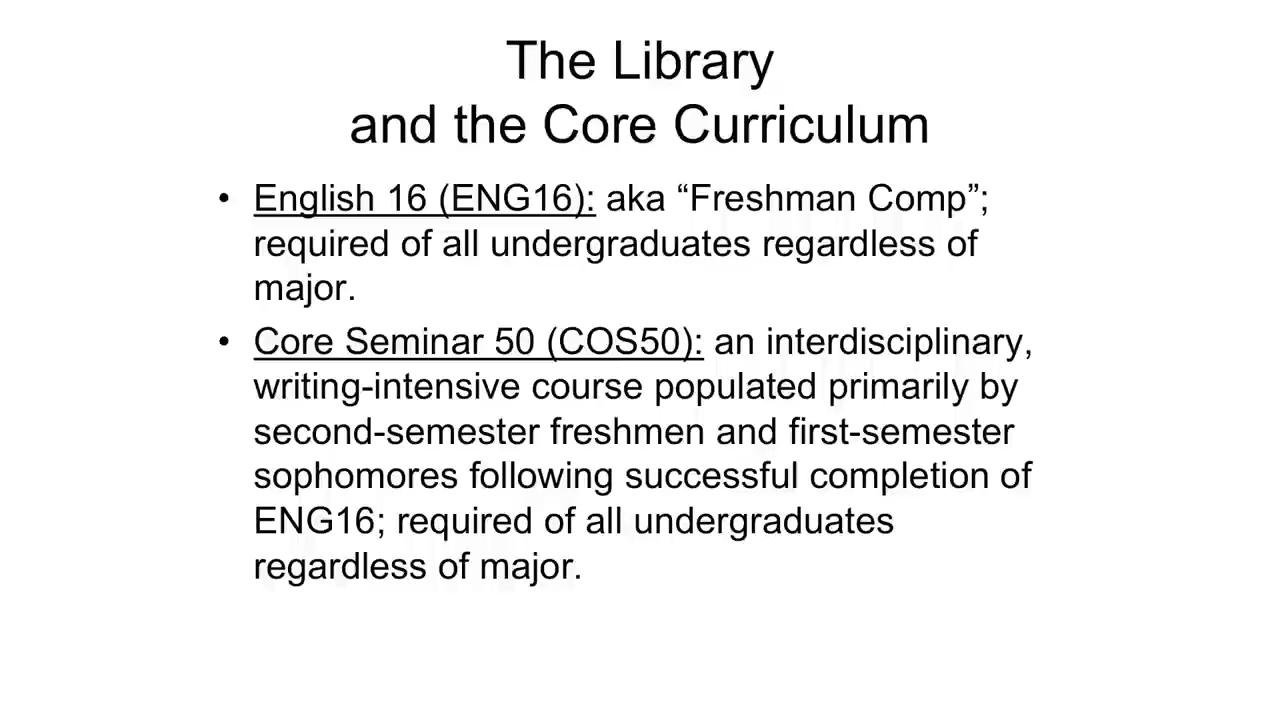 The Library
and the Core Curriculum
• English 16 (ENG16): aka “Freshman Comp”;
required of all undergraduates regardless of
major.
• Core Seminar 50 (COS50): an interdisciplinary,
writing-intensive course populated primarily by
second-semester freshmen and first-semester
sophomores following successful completion of
ENG16; required of all undergraduates
regardless of major.